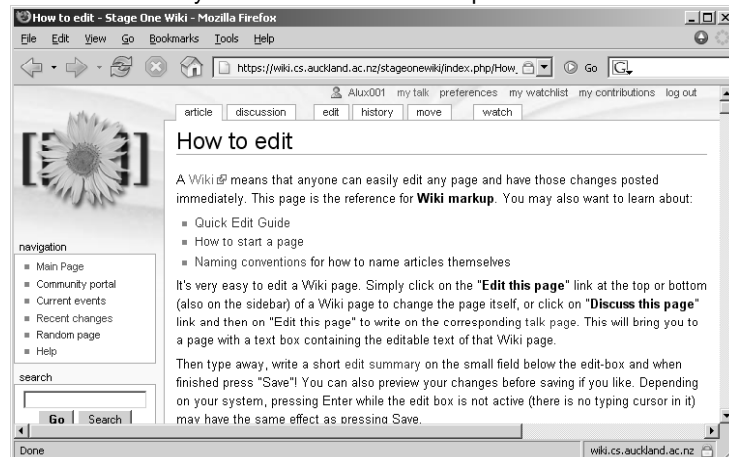 How to edit - Stage One Wiki - Mozilla Firefox
File Edit View Go Bookmarks Tools Help
https://wiki.cs.auckland.ac.nz/stageonewiki/index.php/How_ Go G
Alux001 my talk preferences my watchlist my contributions log out
article discussion edit history move watch
How to edit
A Wiki means that anyone can easily edit any page and have those changes posted
immediately. This page is the reference for Wiki markup. You may also want to learn about:
Quick Edit Guide
How to start a page
Naming conventions for how to name articles themselves
It's very easy to edit a Wiki page. Simply click on the "Edit this page" link at the top or bottom
(also on the sidebar) of a Wiki page to change the page itself, or click on "Discuss this page"
link and then on "Edit this page" to write on the corresponding talk page. This will bring you to
a page with a text box containing the editable text of that Wiki page.
Then type away, write a short edit summary on the small field below the edit-box and when
finished press "Save"! You can also preview your changes before saving if you like. Depending
on your system, pressing Enter while the edit box is not active (there is no typing cursor in it)
may have the same effect as pressing Save.
navigation
Main Page
Community portal
Current events
Recent changes
Random page
Help
search
Go Search
Done wiki.cs.auckland.ac.nz